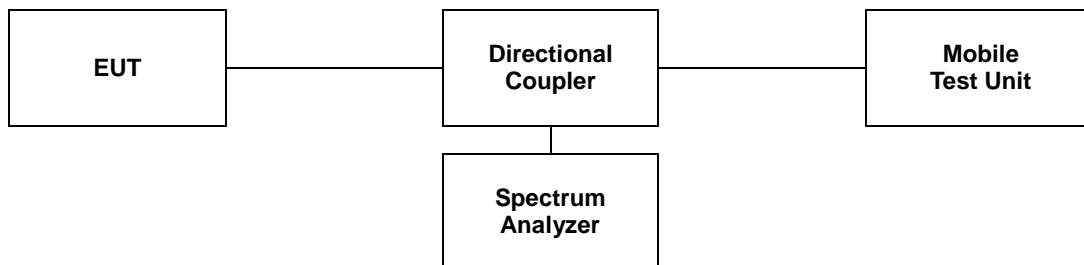 EUT
Directional
Coupler
Mobile
Test Unit
Spectrum
Analyzer